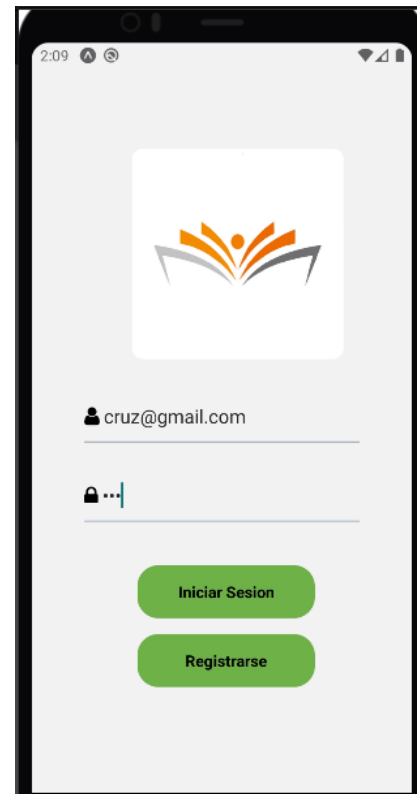 2:09
cruz@gmail.com
•••
Iniciar Sesion
Registrarse